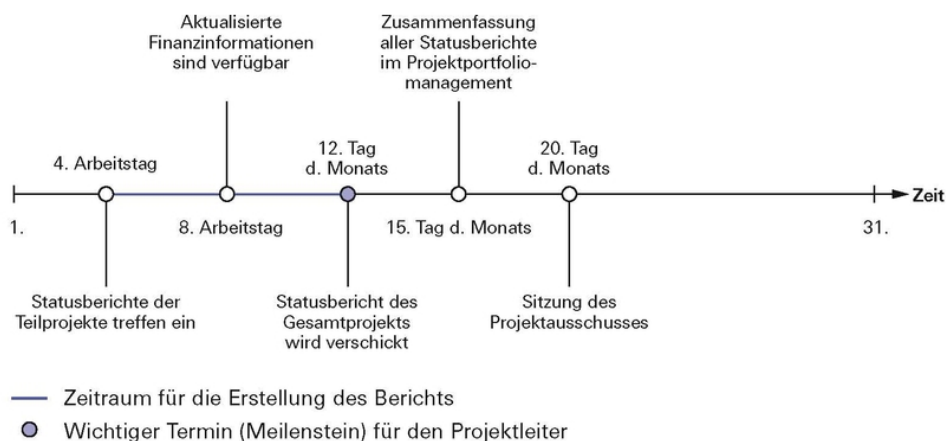 Aktualisierte
Finanzinformationen
sind verfügbar
Zusammenfassung
aller Statusberichte
im Projektportfolio-
management
4. Arbeitstag
12. Tag
d. Monats
20. Tag
d. Monats
Zeit
1.
8. Arbeitstag
15. Tag d. Monats
31.
Statusberichte der
Teilprojekte treffen ein
Statusbericht des
Gesamtprojekts
wird verschickt
Sitzung des
Projektausschusses
Zeitraum für die Erstellung des Berichts
Wichtiger Termin (Meilenstein) für den Projektleiter